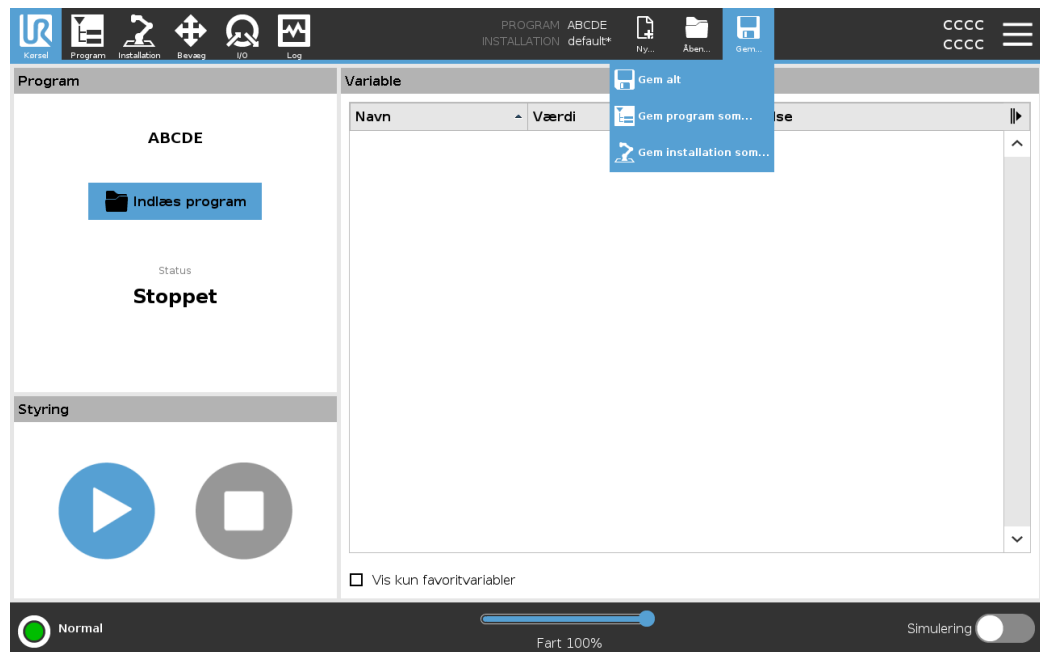 PROGRAM ABCDE
INSTALLATION default*
CCCC
CCCC
Kørsel
Program
Installation
Bevæg
I/O
Log
Ny...
Åben...
Gem...
Gem alt
Gem program som...
Gem installation som...
Program
ABCDE
Indlæs program
Status
Stoppet
Styring
Variable
Navn
Værdi
lse
Vis kun favoritvariabler
Normal
Fart 100%
Simulering